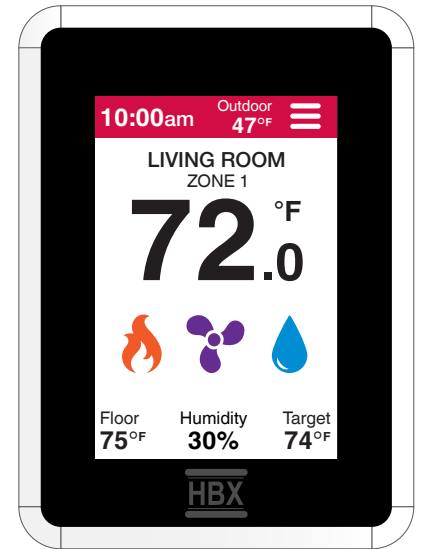 10:00am
Outdoor
47°F
LIVING ROOM
ZONE 1
72.0 °F
Floor Humidity Target
75°F 30% 74°F
HBX